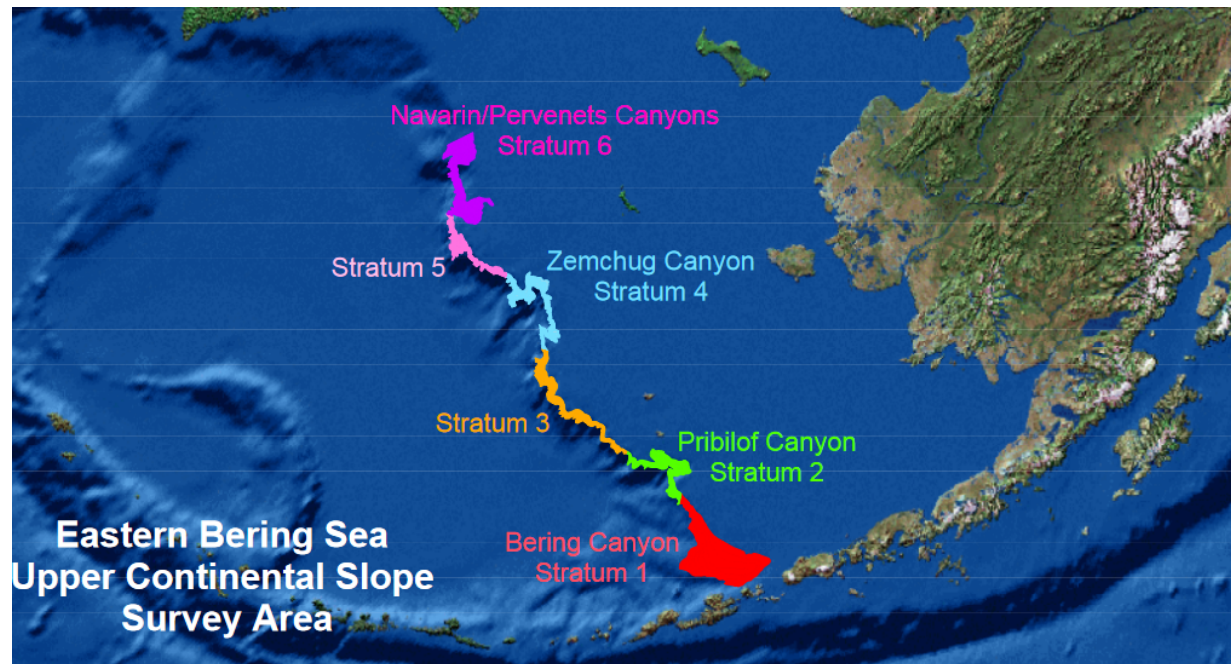 Navarin/Pervenets Canyons
Stratum 6
Zemchug Canyon
Stratum 4
Stratum 5
Stratum 3
Pribilof Canyon
Stratum 2
Bering Canyon
Stratum 1
Eastern Bering Sea
Upper Continental Slope
Survey Area